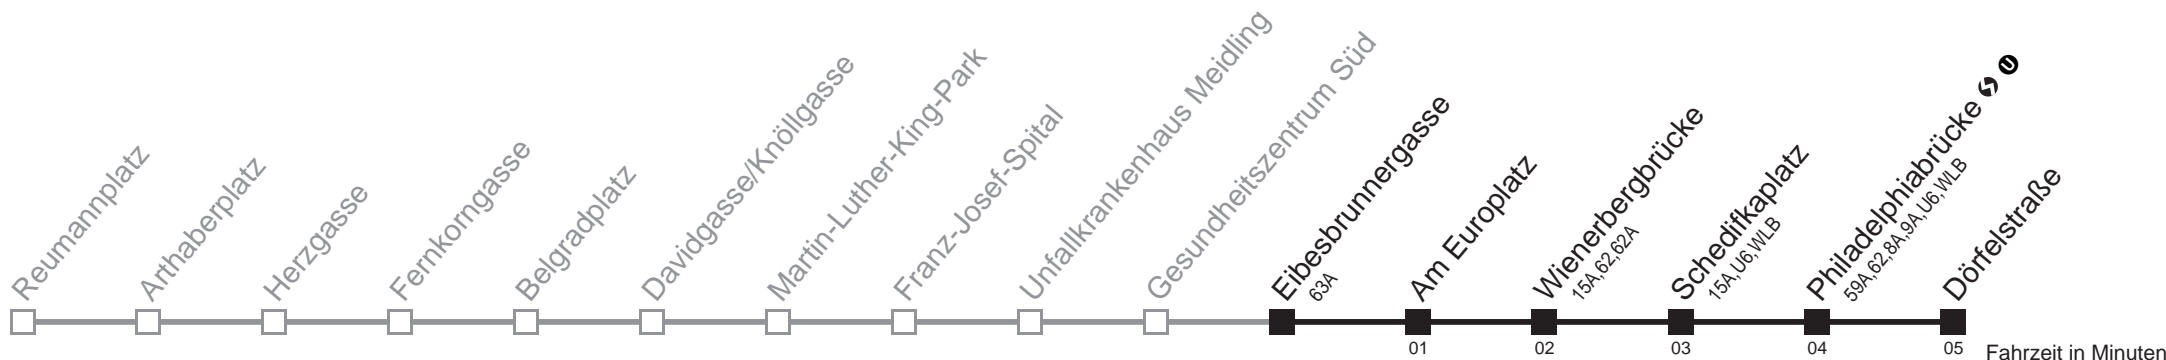 Reumannplatz
Arthaberplatz
Herzgasse
Fernkorngasse
Belgradplatz
Davidgasse/Knöllgasse
Martin-Luther-King-Park
Franz-Josef-Spital
Unfallkrankenhaus Meidling
Gesundheitszentrum Süd
Eibesbrunnergasse
63A
Am Europlatz
Wienerbergbrücke
15A,62,62A
Schedifkaplatz
15A,U6,WLB
Philadelphiabrücke S U
59A,62,8A,9A,U6,WLB
Dörfelstraße
01
02
03
04
05
Fahrzeit in Minuten